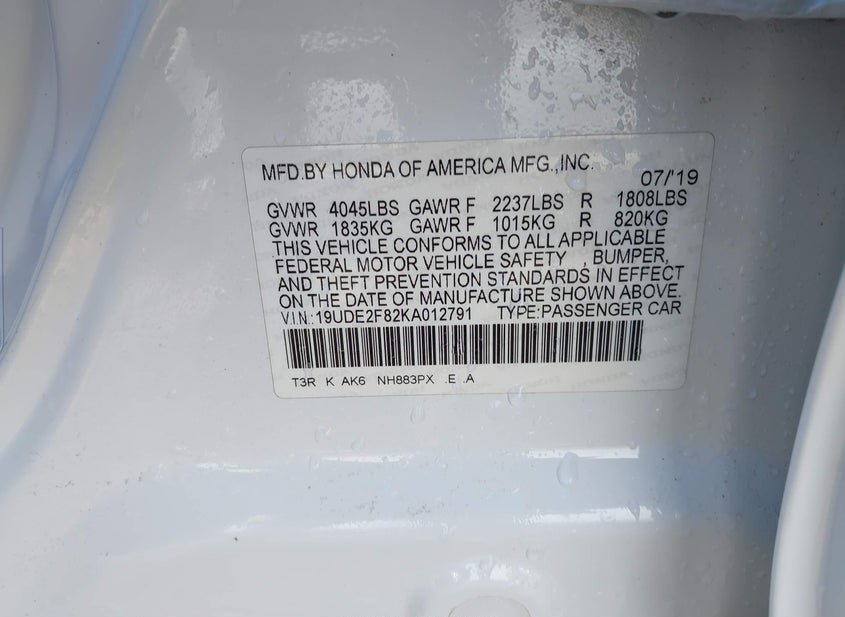 MFD.BY HONDA OF AMERICA MFG.,INC.
07/'19
GVWR 4045LBS GAWR F 2237LBS R 1808LBS
GVWR 1835KG GAWR F 1015KG R 820KG
THIS VEHICLE CONFORMS TO ALL APPLICABLE
FEDERAL MOTOR VEHICLE SAFETY , BUMPER,
AND THEFT PREVENTION STANDARDS IN EFFECT
ON THE DATE OF MANUFACTURE SHOWN ABOVE.
V.I.N.:19UDE2F82KA012791 TYPE:PASSENGER CAR
T3R K AK6 NH883PX .E .A